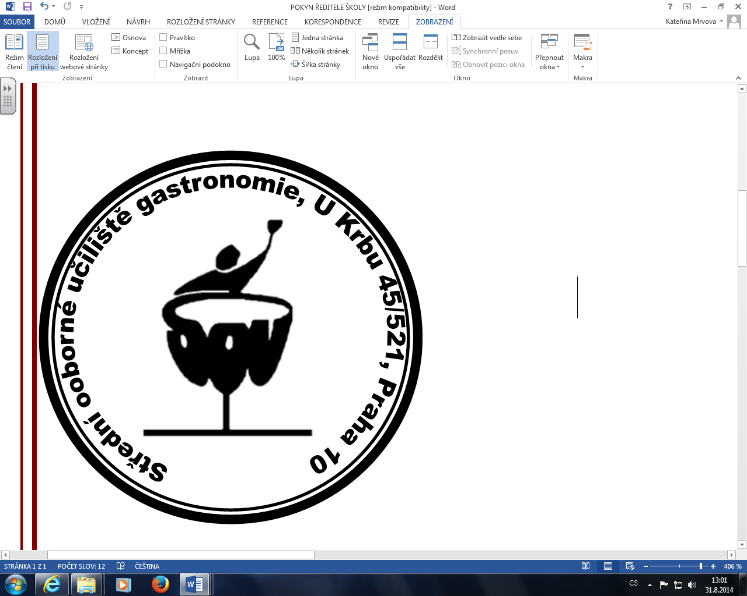 POKYN ŘEDITELE ŠKOLY [režim kompatibility] - Word
SOUBOR DOMŮ VLOŽENÍ NÁVRH ROZLOŽENÍ STRÁNKY REFERENCE KORESPONDENCE REVIZE ZOBRAZENÍ Kateřina Mrvova
Režim čtení
Rozložení při tisku
Rozložení webové stránky
Osnova
Koncept
Zobrazení
Pravítko
Mřížka
Navigační podokno
Zobrazit
Lupa
100%
Jedna stránka
Několik stránek
Šířka stránky
Lupa
Nové okno
Uspořádat vše
Rozdělit
Zobrazit vedle sebe
Synchronní posuv
Obnovit pozici okna
Přepnout okna
Okno
Makra
Makra
Střední odborné učiliště gastronomie, U Krbu 45/521, Praha 10
STRÁNKA 1 Z 1 POČET SLOV: 12 ČEŠTINA 406 %
CS 13:01
31.8.2014